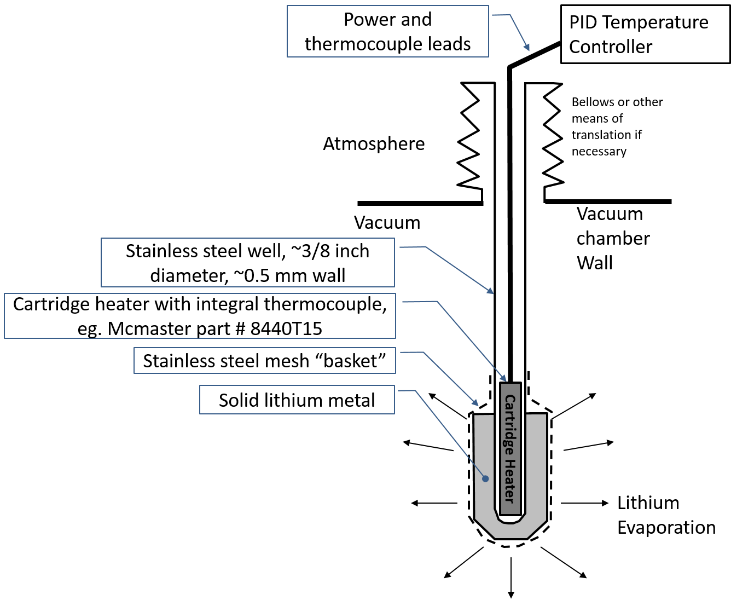 Power and
thermocouple leads
PID Temperature
Controller
Bellows or other
means of
translation if
necessary
Atmosphere
Vacuum
Vacuum
chamber
Wall
Stainless steel well, ~3/8 inch
diameter, ~0.5 mm wall
Cartridge heater with integral thermocouple,
eg. Mcmaster part # 8440T15
Stainless steel mesh “basket”
Solid lithium metal
Cartridge Heater
Lithium
Evaporation